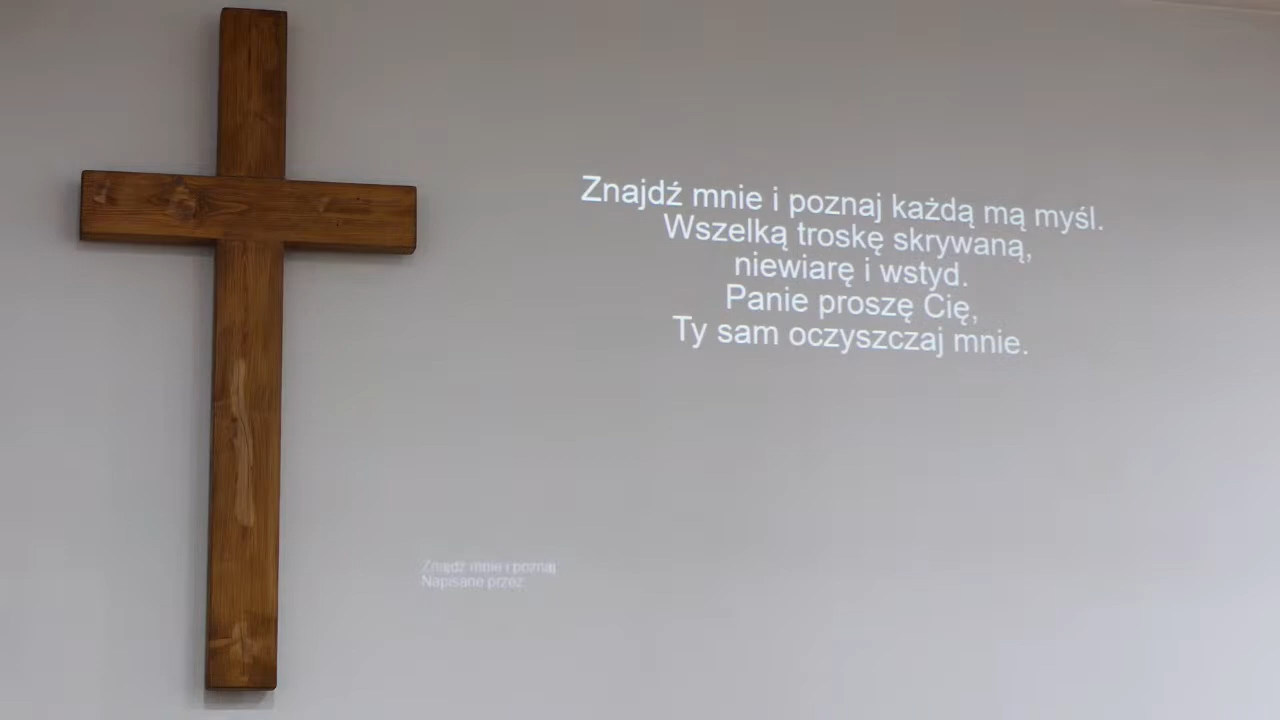 Znajdź mnie i poznaj każdą mą myśl.
Wszelką troskę skrywaną,
niewiarę i wstyd.
Panie proszę Cię,
Ty sam oczyszczaj mnie.
Znajdź mnie i poznaj
Napisane przez: